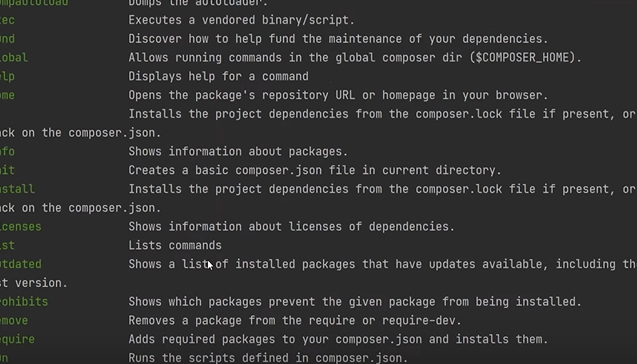 mpautoload Dumps the autoloader.
ec Executes a vendored binary/script.
nd Discover how to help fund the maintenance of your dependencies.
obal Allows running commands in the global composer dir ($COMPOSER_HOME).
lp Displays help for a command
me Opens the package's repository URL or homepage in your browser.
Installs the project dependencies from the composer.lock file if present, or
ck on the composer.json.
fo Shows information about packages.
it Creates a basic composer.json file in current directory.
stall Installs the project dependencies from the composer.lock file if present, or
ck on the composer.json.
censes Shows information about licenses of dependencies.
st Lists commands
tdated Shows a list of installed packages that have updates available, including the
st version.
ohibits Shows which packages prevent the given package from being installed.
move Removes a package from the require or require-dev.
quire Adds required packages to your composer.json and installs them.
n Runs the scripts defined in composer.json.